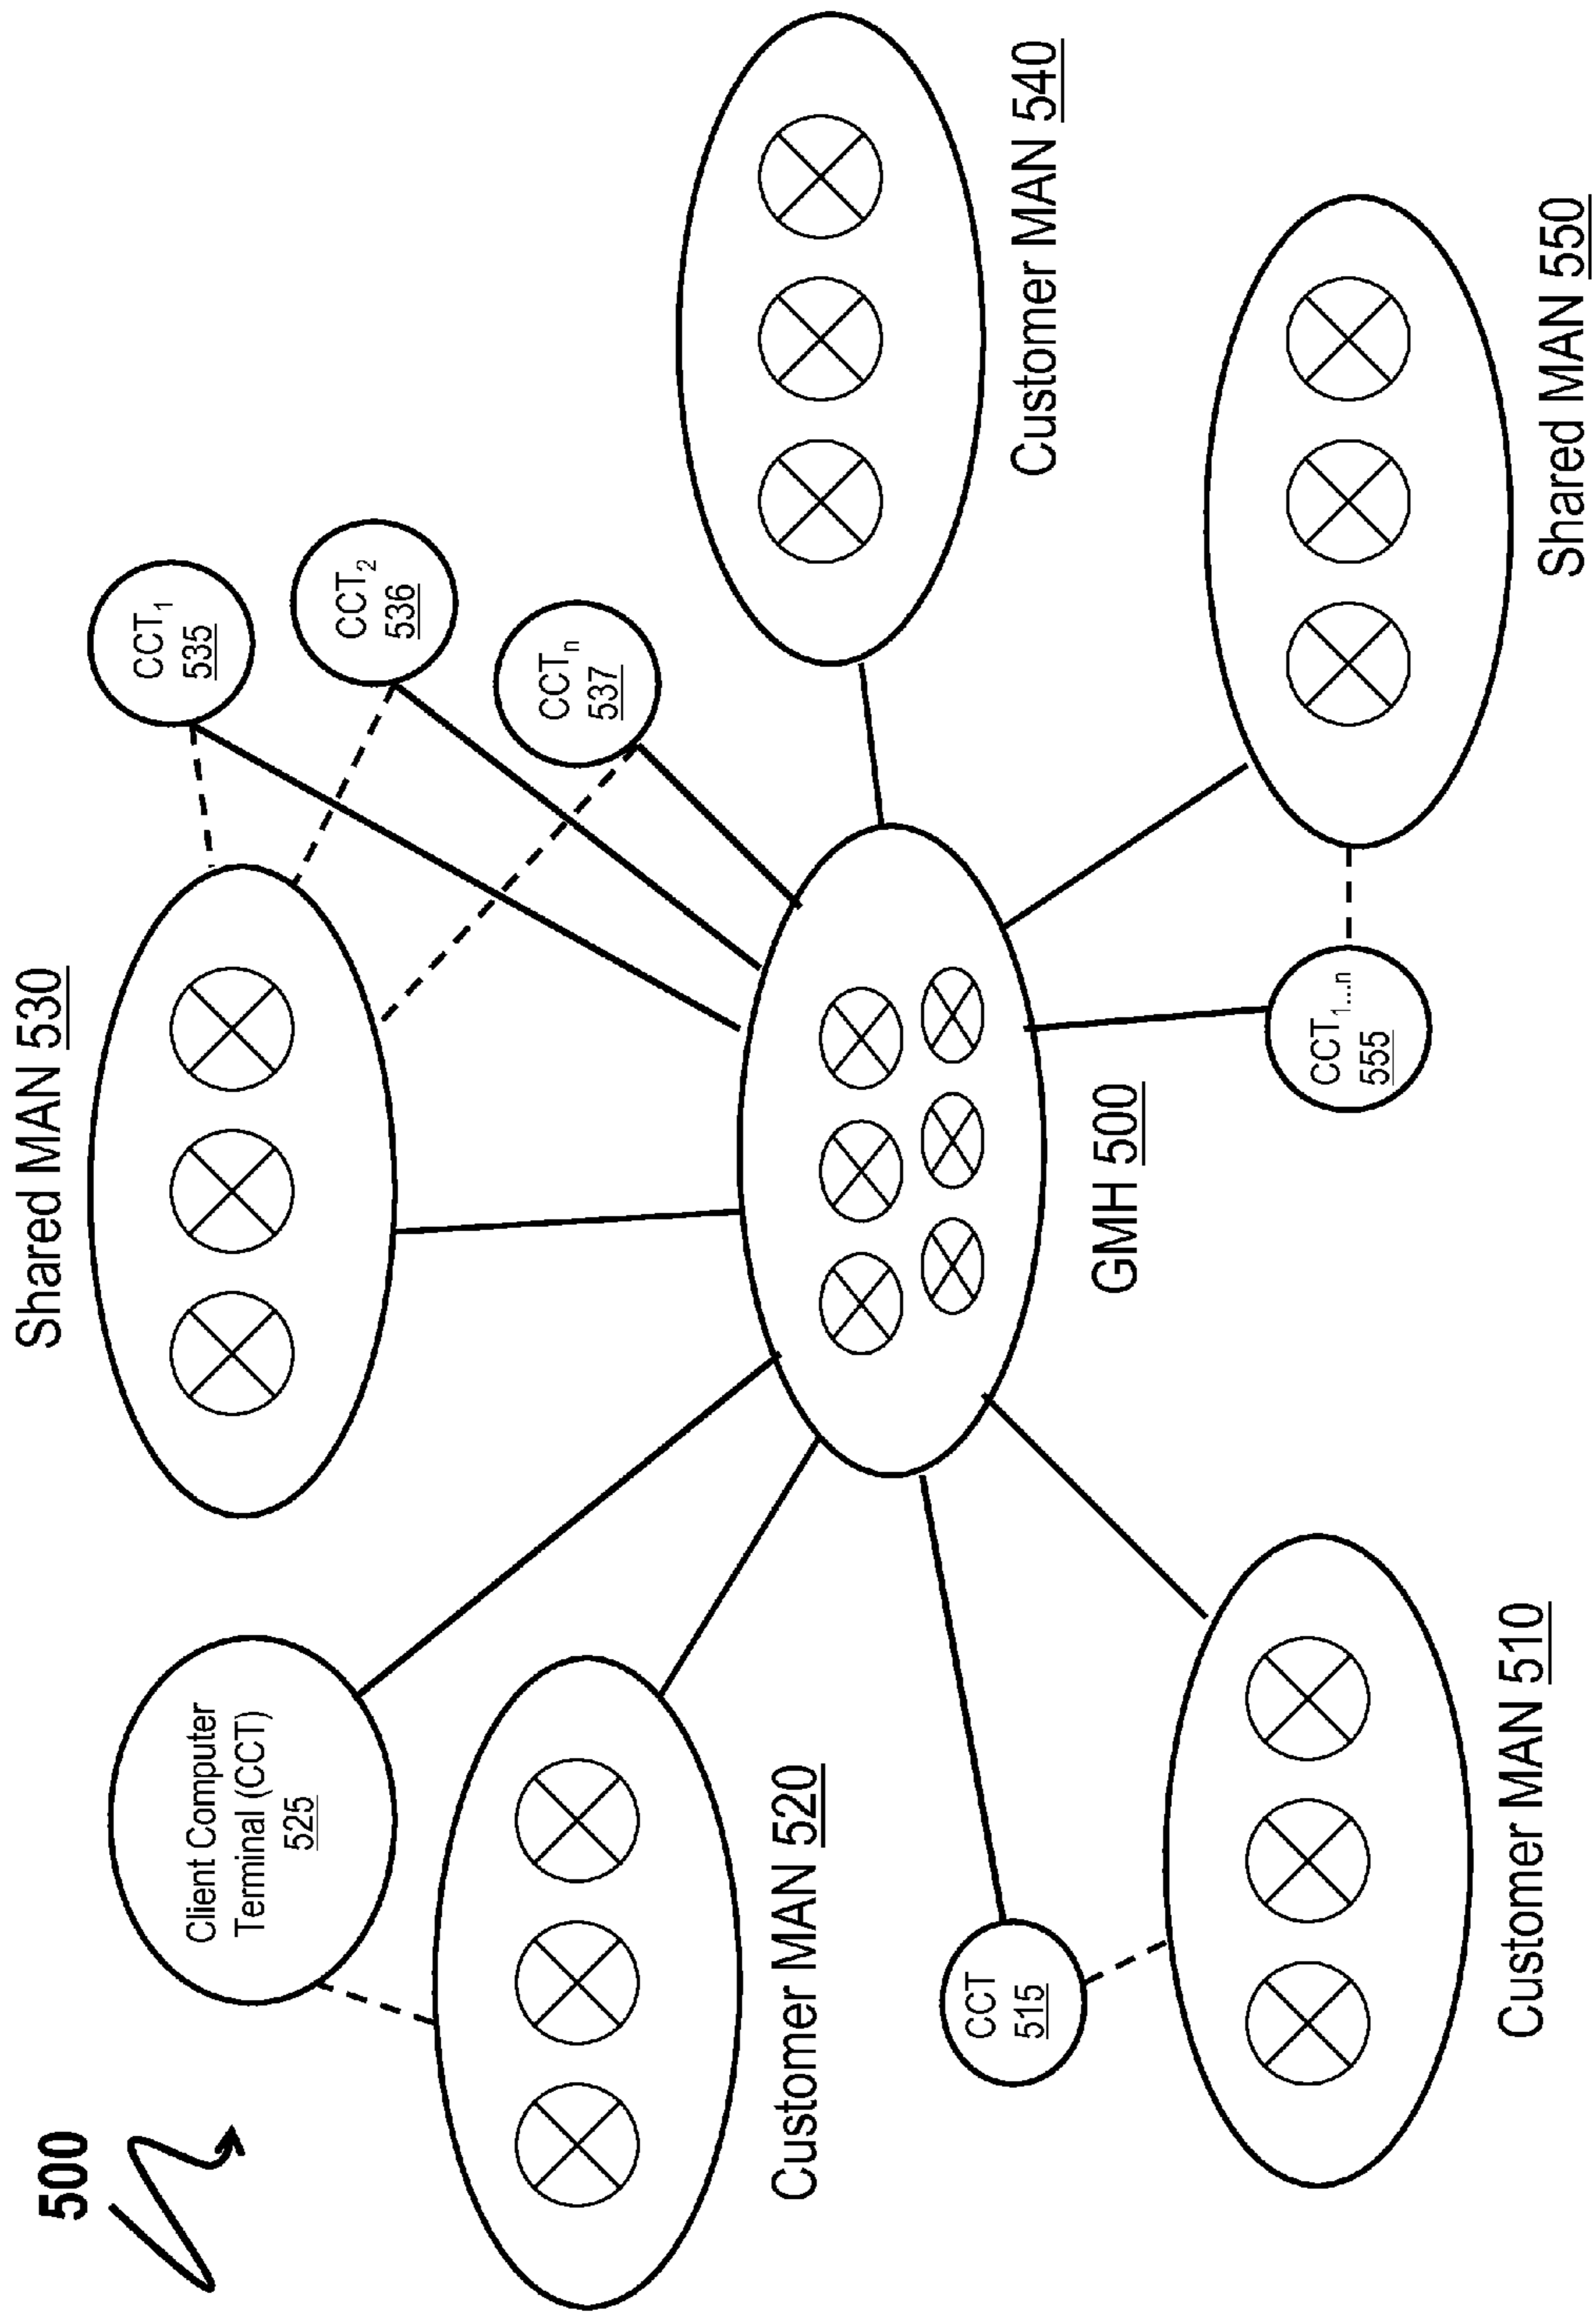 500
Shared MAN 530
Client Computer
Terminal (CCT)
525
CCT1
535
CCT2
536
CCTn
537
Customer MAN 520
GMH 500
Customer MAN 540
CCT
515
CCT1...n
555
Customer MAN 510
Shared MAN 550